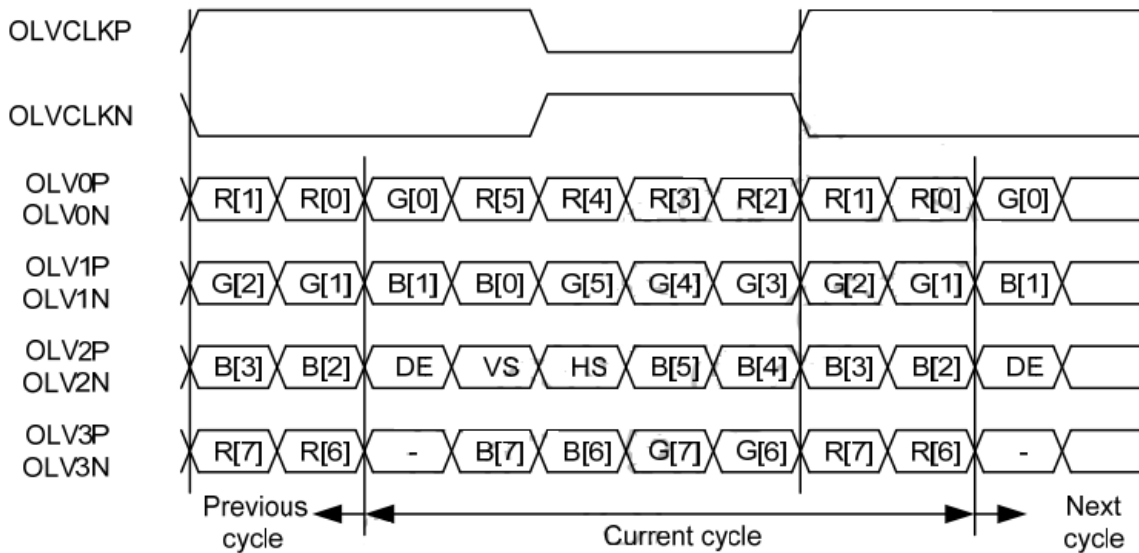 OLVCLKP
OLVCLKN
OLV0P
OLV0N
R[1] R[0] G[0] R[5] R[4] R[3] R[2] R[1] R[0] G[0]
OLV1P
OLV1N
G[2] G[1] B[1] B[0] G[5] G[4] G[3] G[2] G[1] B[1]
OLV2P
OLV2N
B[3] B[2] DE VS HS B[5] B[4] B[3] B[2] DE
OLV3P
OLV3N
R[7] R[6] - B[7] B[6] G[7] G[6] R[7] R[6] -
Previous
cycle
Current cycle
Next
cycle